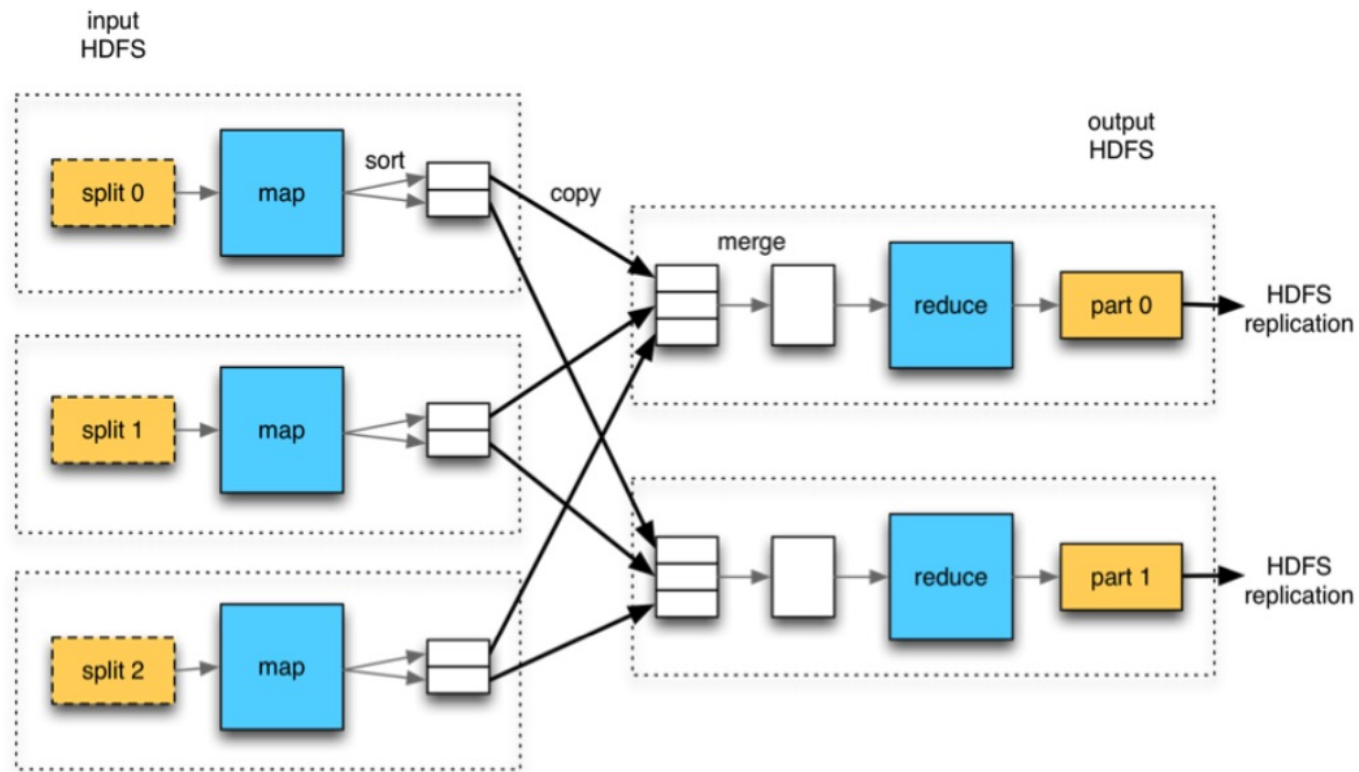 input
HDFS
split 0
map
sort
copy
split 1
map
split 2
map
output
HDFS
merge
reduce
part 0
HDFS
replication
reduce
part 1
HDFS
replication